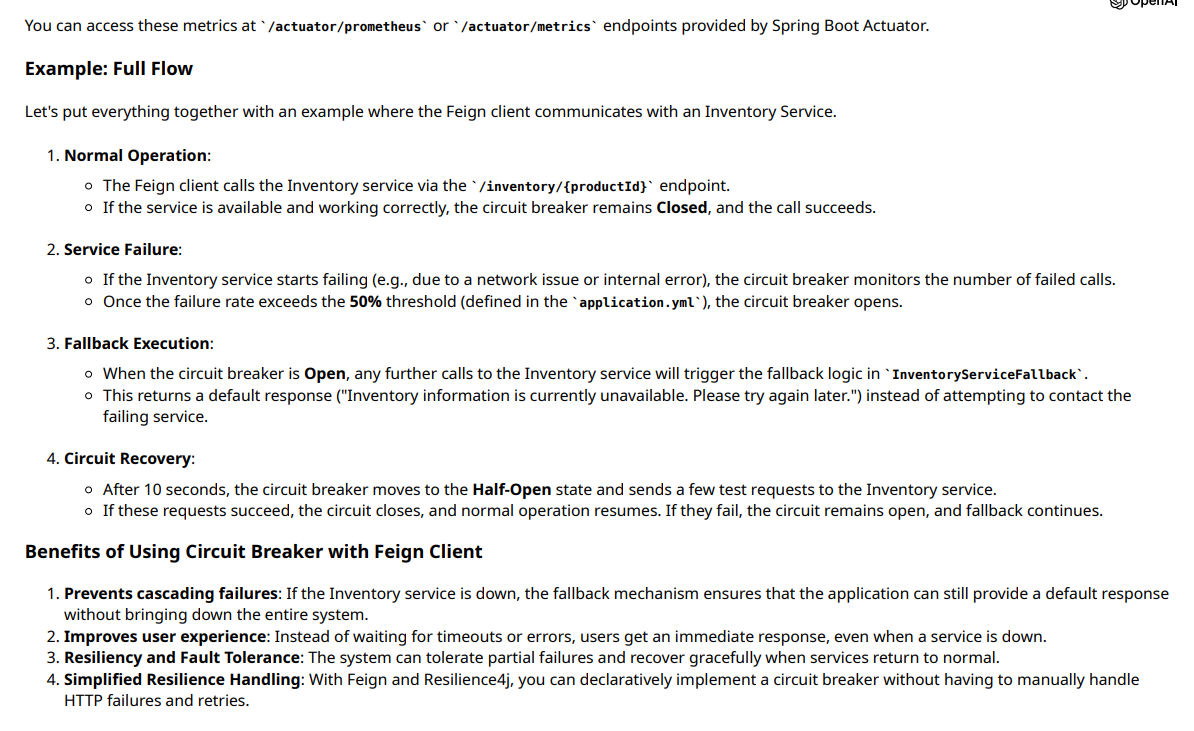 OpenAI
You can access these metrics at `/actuator/prometheus` or `/actuator/metrics` endpoints provided by Spring Boot Actuator.
Example: Full Flow
Let's put everything together with an example where the Feign client communicates with an Inventory Service.
1. Normal Operation:
The Feign client calls the Inventory service via the `/inventory/{productId}` endpoint.
If the service is available and working correctly, the circuit breaker remains Closed, and the call succeeds.
2. Service Failure:
If the Inventory service starts failing (e.g., due to a network issue or internal error), the circuit breaker monitors the number of failed calls.
Once the failure rate exceeds the 50% threshold (defined in the `application.yml`), the circuit breaker opens.
3. Fallback Execution:
When the circuit breaker is Open, any further calls to the Inventory service will trigger the fallback logic in `InventoryServiceFallback`.
This returns a default response ("Inventory information is currently unavailable. Please try again later.") instead of attempting to contact the
failing service.
4. Circuit Recovery:
After 10 seconds, the circuit breaker moves to the Half-Open state and sends a few test requests to the Inventory service.
If these requests succeed, the circuit closes, and normal operation resumes. If they fail, the circuit remains open, and fallback continues.
Benefits of Using Circuit Breaker with Feign Client
1. Prevents cascading failures: If the Inventory service is down, the fallback mechanism ensures that the application can still provide a default response
without bringing down the entire system.
2. Improves user experience: Instead of waiting for timeouts or errors, users get an immediate response, even when a service is down.
3. Resiliency and Fault Tolerance: The system can tolerate partial failures and recover gracefully when services return to normal.
4. Simplified Resilience Handling: With Feign and Resilience4j, you can declaratively implement a circuit breaker without having to manually handle
HTTP failures and retries.